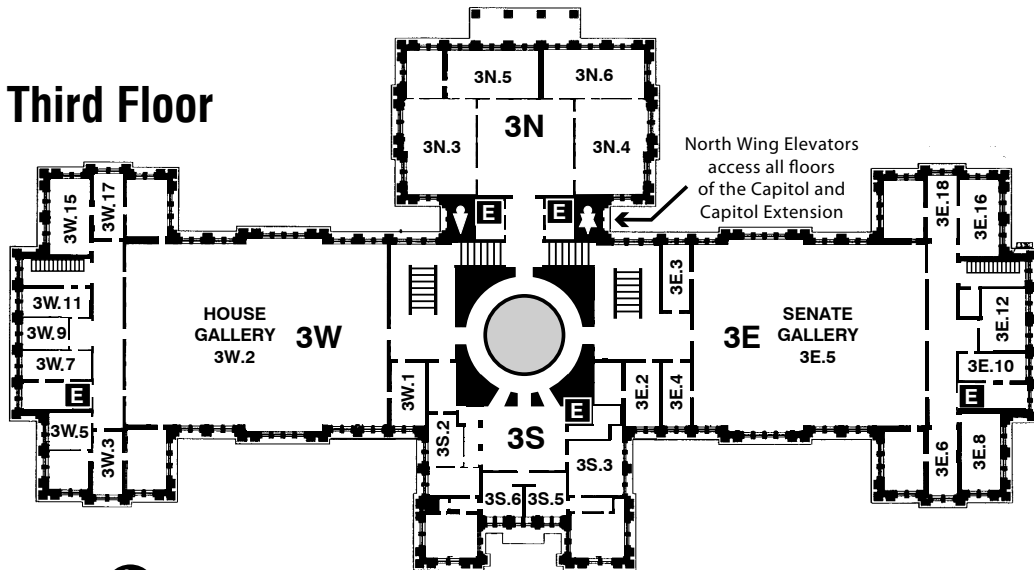 Third Floor
3N.5
3N.6
3N
3N.3
3N.4
North Wing Elevators
access all floors
of the Capitol and
Capitol Extension
E
E
3W.15
3W.17
3E.18
3E.16
3W.11
3W.9
3W.7
E
3W.5
3W.3
HOUSE
GALLERY
3W.2
3W
3W.1
3E.3
3E
SENATE
GALLERY
3E.5
3E.12
3E.10
E
3E.2
3E.4
3E.6
3E.8
E
3S
3S.2
3S.3
3S.6
3S.5